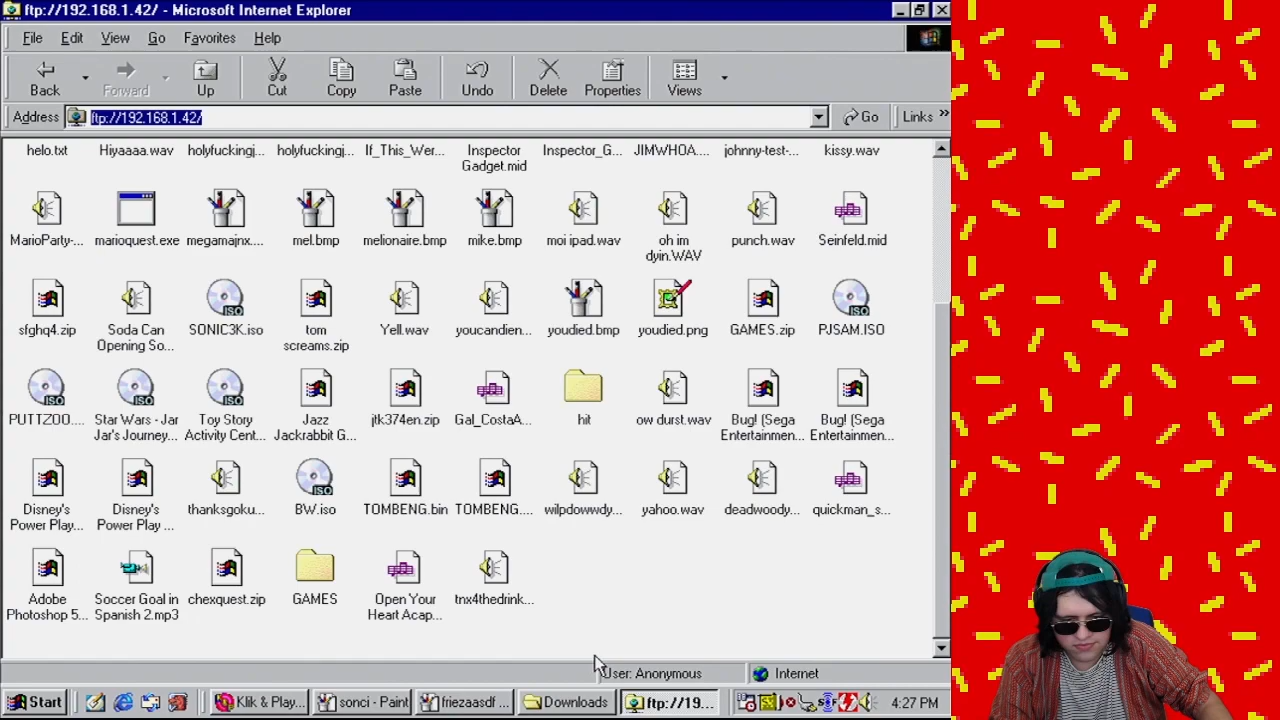 ftp://192.168.1.42/ - Microsoft Internet Explorer
File Edit View Go Favorites Help
Back Forward Up Cut Copy Paste Undo Delete Properties Views
Address ftp://192.168.1.42/ Go Links »
helo.txt Hiyaaaa.wav holyfuckingj... holyfuckingj... If_This_Wer... Inspector Inspector_G... JIMWHOA.... johnny-test-... kissy.wav
Gadget.mid
MarioParty-... marioquest.exe megamajnx.... mel.bmp melionaire.bmp mike.bmp moi ipad.wav oh im punch.wav Seinfeld.mid
dyin.WAV
sfghq4.zip Soda Can SONIC3K.iso tom Yell.wav youcandien... youdied.bmp youdied.png GAMES.zip PJSAM.ISO
Opening So... screams.zip
PUTTZOO.... Star Wars - Jar Toy Story Jazz jtk374en.zip Gal_CostaA... hit ow durst.wav Bug! (Sega Bug! (Sega
Jar's Journey... Activity Cent... Jackrabbit G... Entertainmen... Entertainmen...
Disney's Disney's thanksgoku... BW.iso TOMBENG.bin TOMBENG.... wilpdowwdy... yahoo.wav deadwoody... quickman_s...
Power Play... Power Play ...
Adobe Soccer Goal in chexquest.zip GAMES Open Your tnx4thedrink...
Photoshop 5... Spanish 2.mp3 Heart Acap...
User: Anonymous Internet
Start Klik & Play... sonci - Paint friezaasdf ... Downloads ftp://19... 4:27 PM